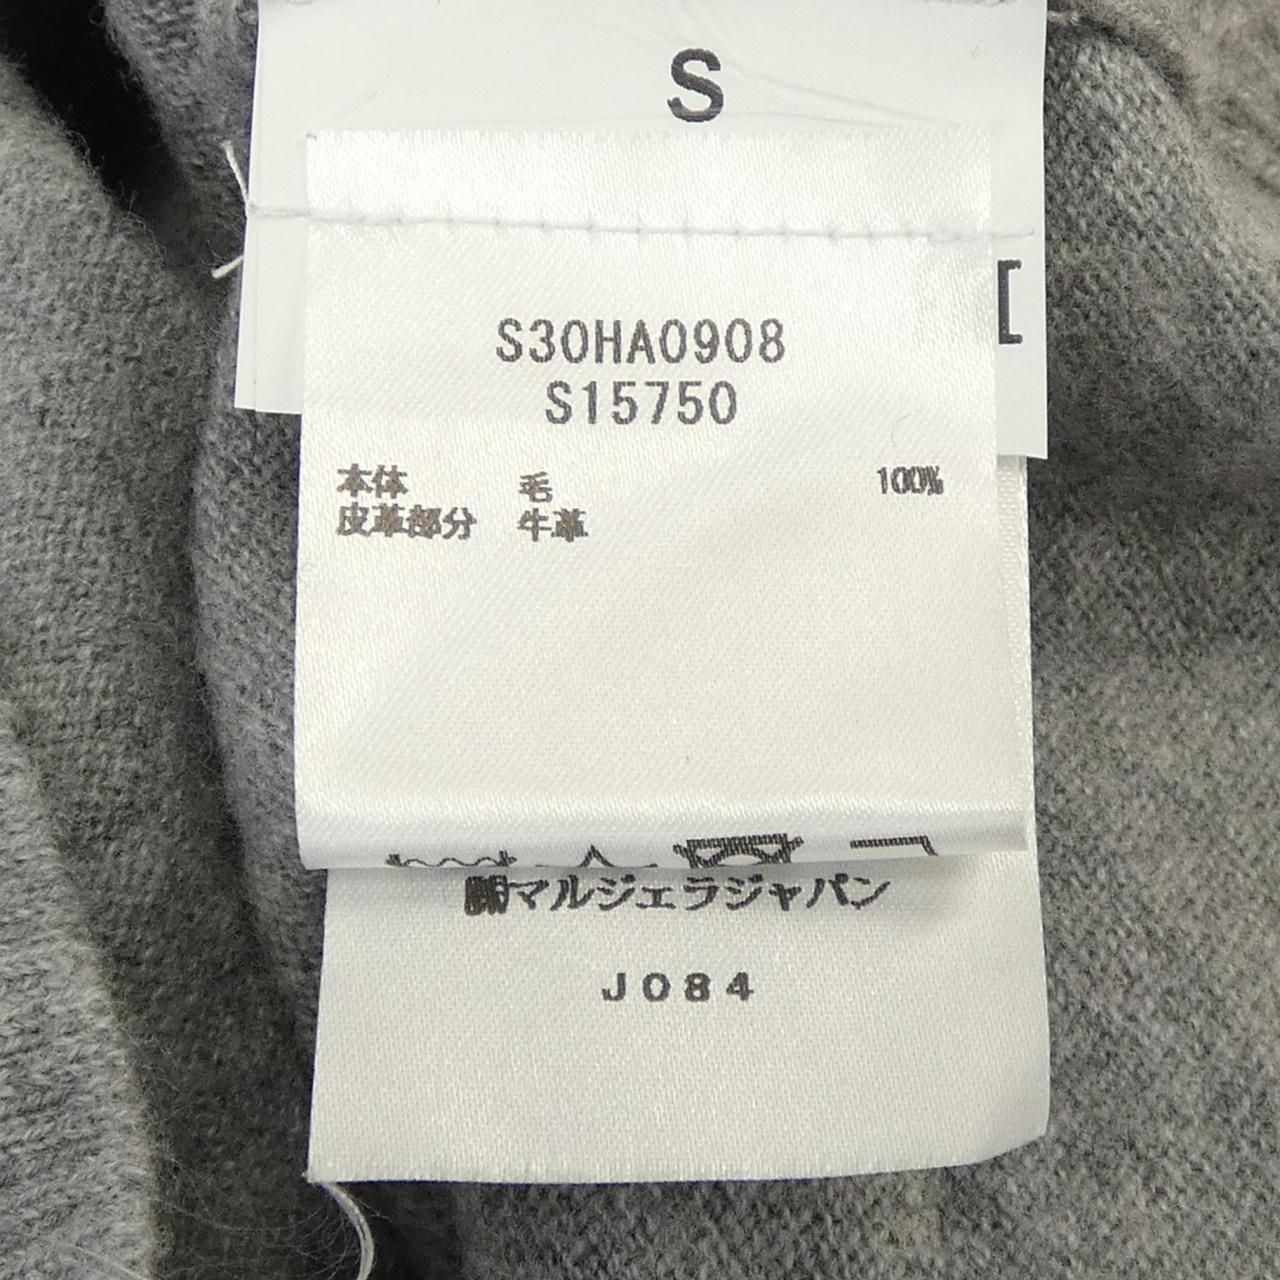 S
S30HA0908
S15750
本体 毛 100%
皮革部分 牛革
㈱マルジェラジャパン
J084